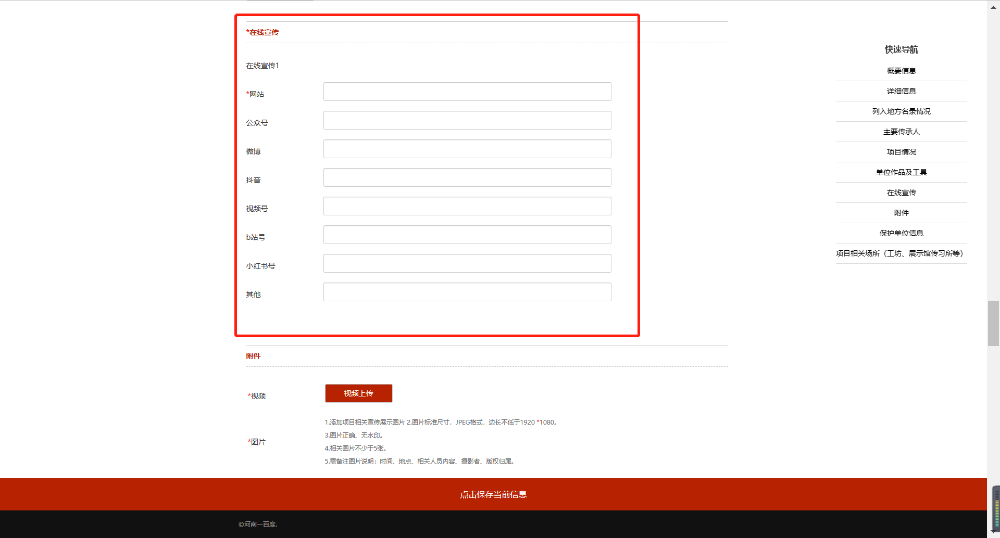 *在线宣传
在线宣传1
*网站
公众号
微博
抖音
视频号
b站号
小红书号
其他
附件
*视频
视频上传
*图片
1.添加项目相关宣传展示图片 2.图片标准尺寸，JPEG格式，边长不低于1920 *1080。
3.图片正确、无水印。
4.相关图片不少于5张。
5.需备注图片说明：时间、地点、相关人员内容、摄影者、版权归属。
快速导航
概要信息
详细信息
列入地方名录情况
主要传承人
项目情况
单位作品及工具
在线宣传
附件
保护单位信息
项目相关场所（工坊、展示馆传习所等）
点击保存当前信息
©河南一百度.